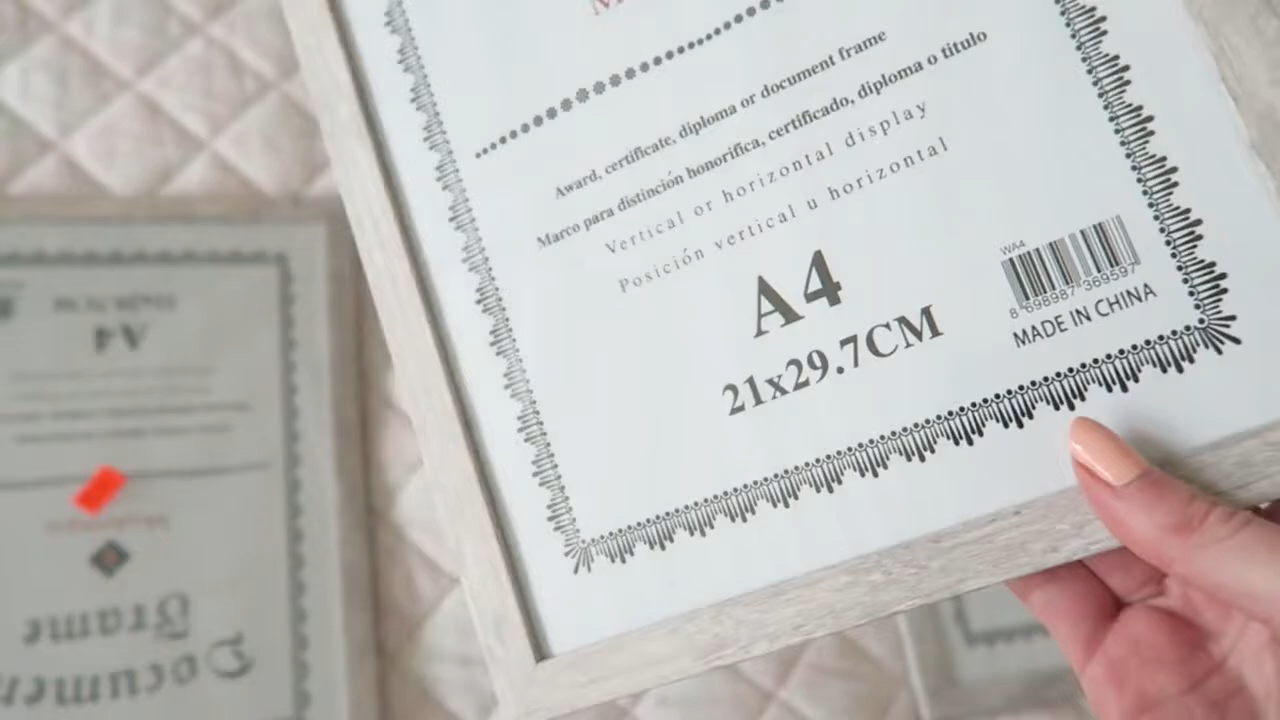 Award, certificate, diploma or document frame
Marco para distinción honorifica, certificado, diploma o título
Vertical or horizontal display
Posición vertical u horizontal
A4
21x29.7CM
WA4
8 698987 369597
MADE IN CHINA
A4
Document
Frame